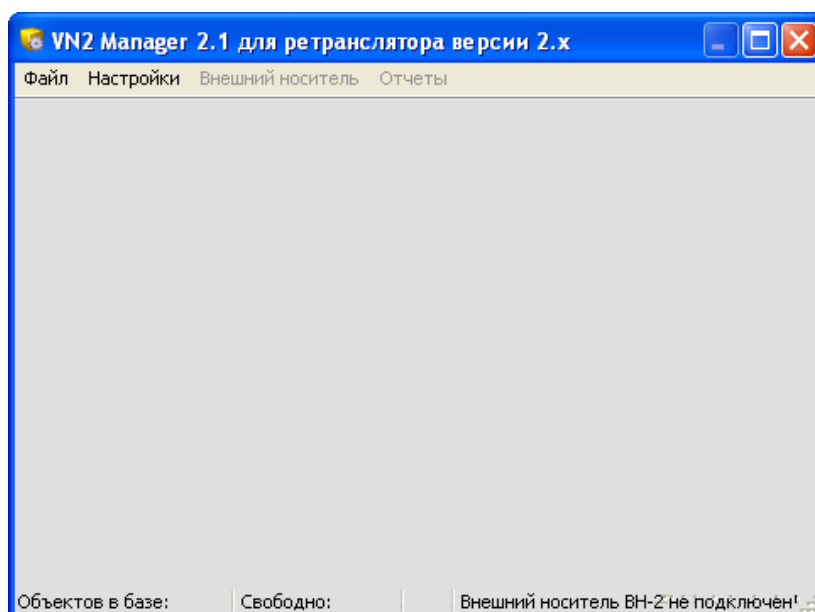 VN2 Manager 2.1 для ретранслятора версии 2.x
Файл Настройки Внешний носитель Отчеты
Объектов в базе: Свободно: Внешний носитель ВН-2 не подключен!